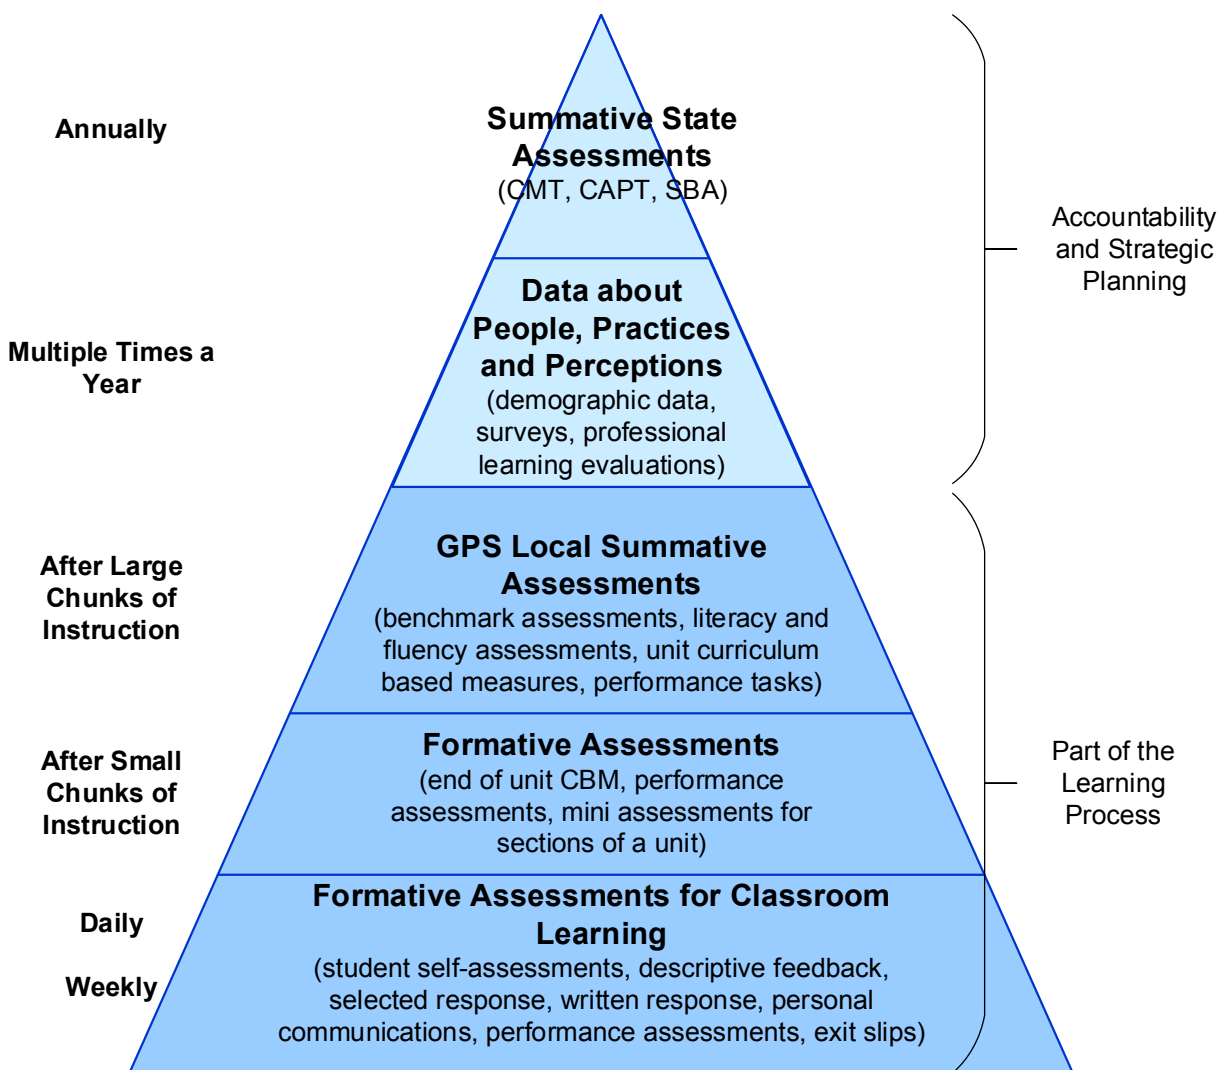 Annually
Summative State
Assessments
(CMT, CAPT, SBA)
Accountability
and Strategic
Planning
Multiple Times a
Year
Data about
People, Practices
and Perceptions
(demographic data,
surveys, professional
learning evaluations)
After Large
Chunks of
Instruction
GPS Local Summative
Assessments
(benchmark assessments, literacy and
fluency assessments, unit curriculum
based measures, performance tasks)
After Small
Chunks of
Instruction
Formative Assessments
(end of unit CBM, performance
assessments, mini assessments for
sections of a unit)
Part of the
Learning
Process
Daily
Weekly
Formative Assessments for Classroom
Learning
(student self-assessments, descriptive feedback,
selected response, written response, personal
communications, performance assessments, exit slips)